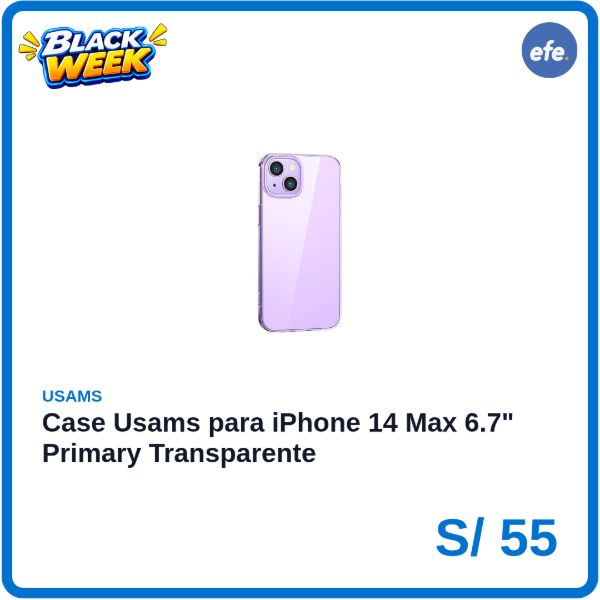 BLACK
WEEK
efe.
USAMS
Case Usams para iPhone 14 Max 6.7"
Primary Transparente
S/ 55